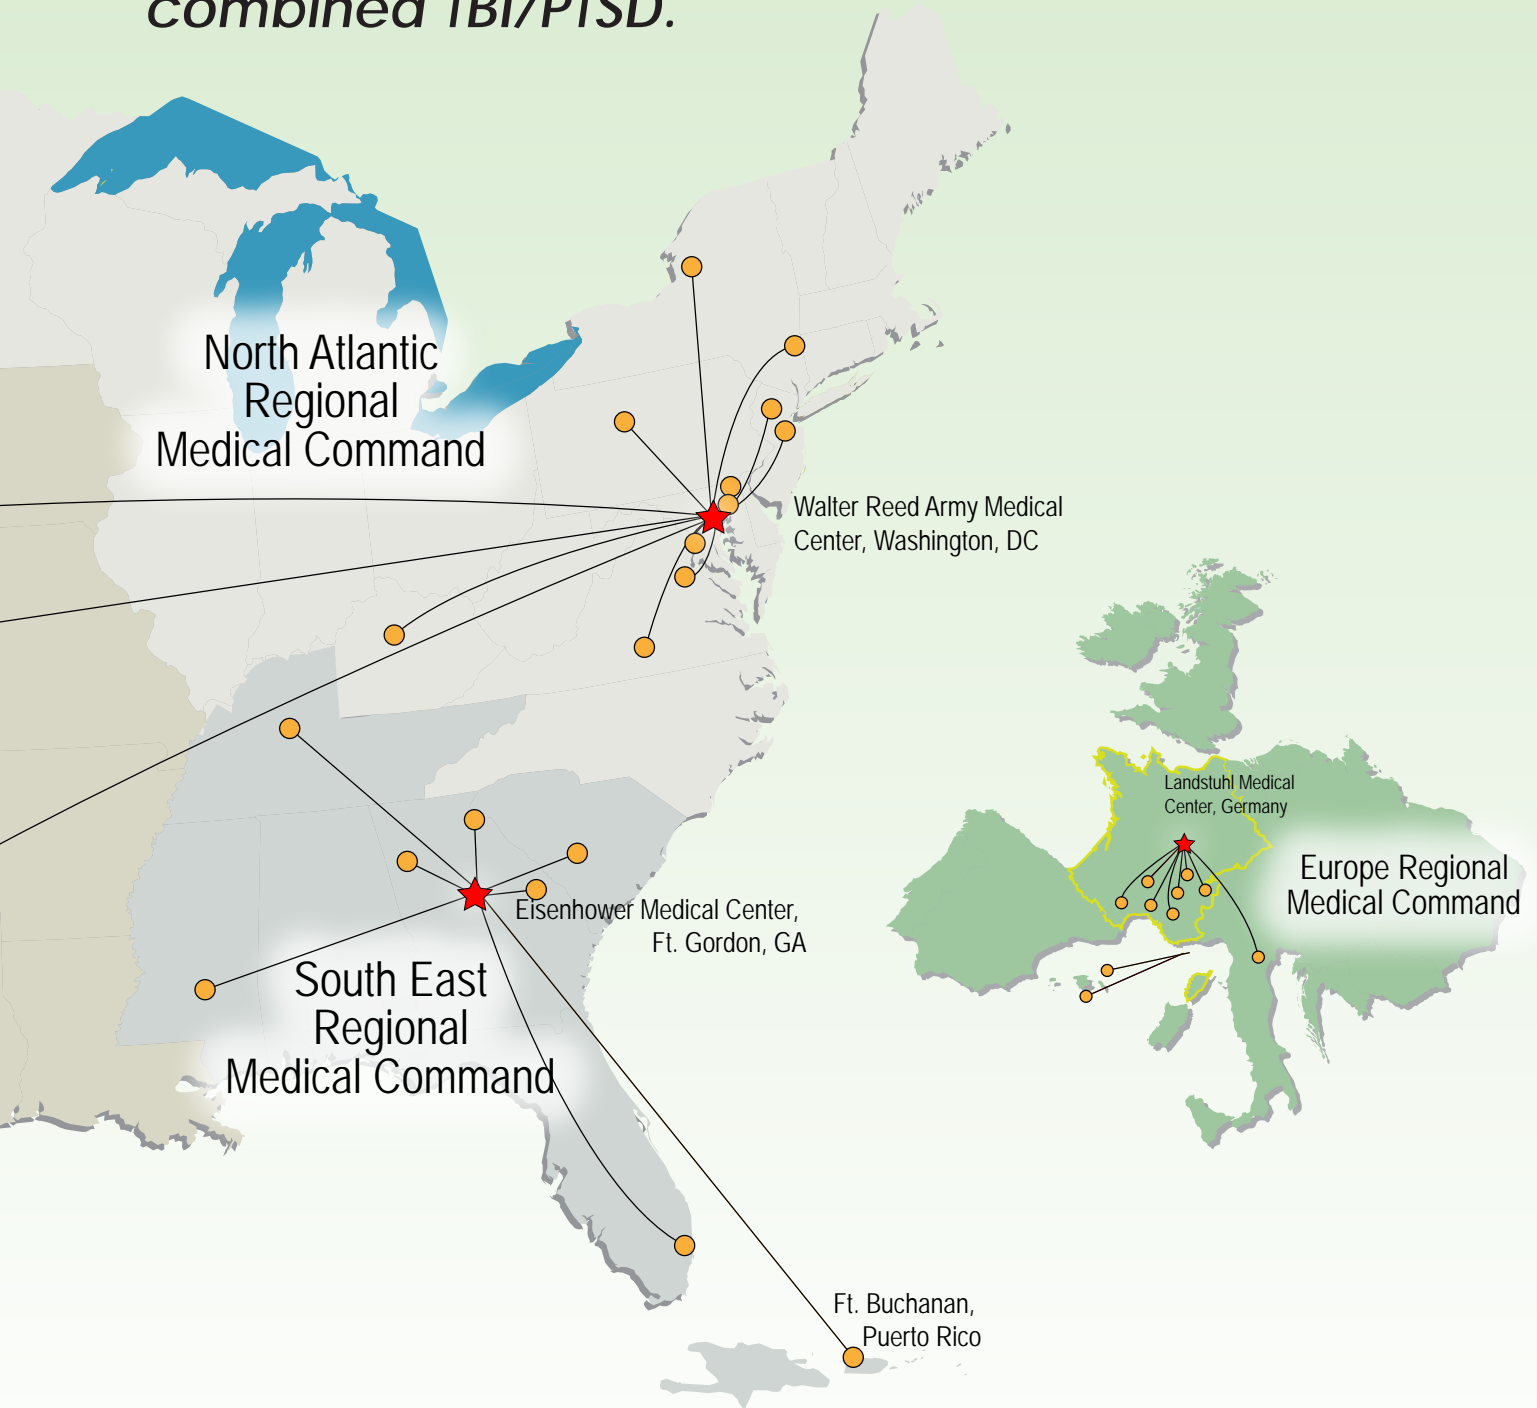 combined TBI/PTSD.
North Atlantic
Regional
Medical Command
Walter Reed Army Medical
Center, Washington, DC
Landstuhl Medical
Center, Germany
Europe Regional
Medical Command
Eisenhower Medical Center,
Ft. Gordon, GA
South East
Regional
Medical Command
Ft. Buchanan,
Puerto Rico